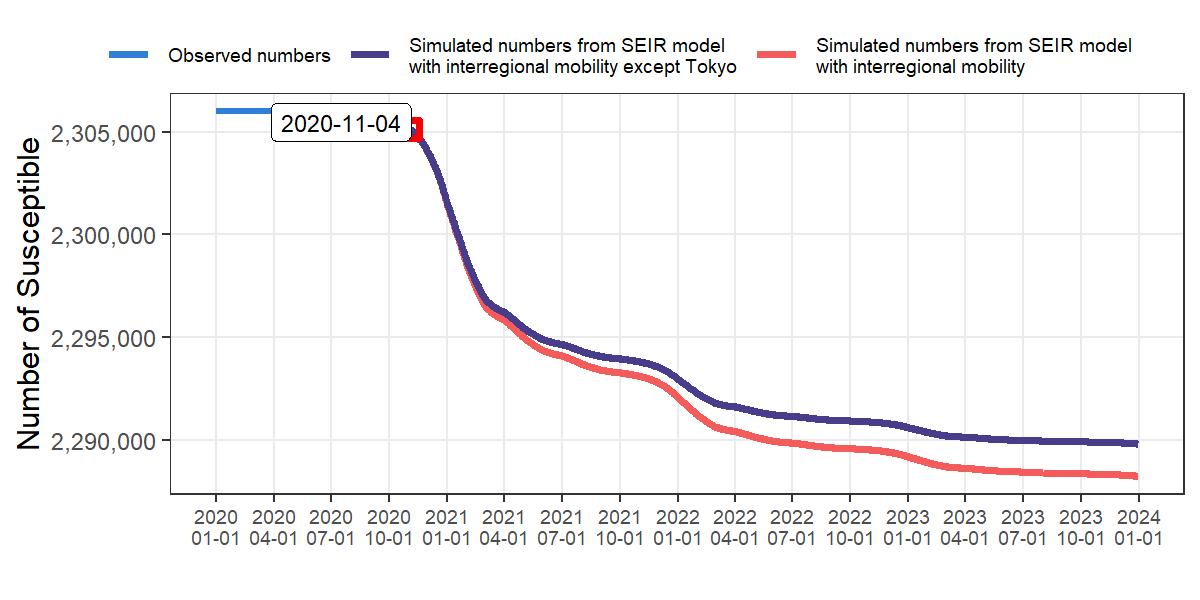 Observed numbers
Simulated numbers from SEIR model
with interregional mobility except Tokyo
Simulated numbers from SEIR model
with interregional mobility
Number of Susceptible
2,305,000
2,300,000
2,295,000
2,290,000
2020-11-04
2020 2020 2020 2020 2021 2021 2021 2021 2022 2022 2022 2022 2023 2023 2023 2023 2024
01-01 04-01 07-01 10-01 01-01 04-01 07-01 10-01 01-01 04-01 07-01 10-01 01-01 04-01 07-01 10-01 01-01